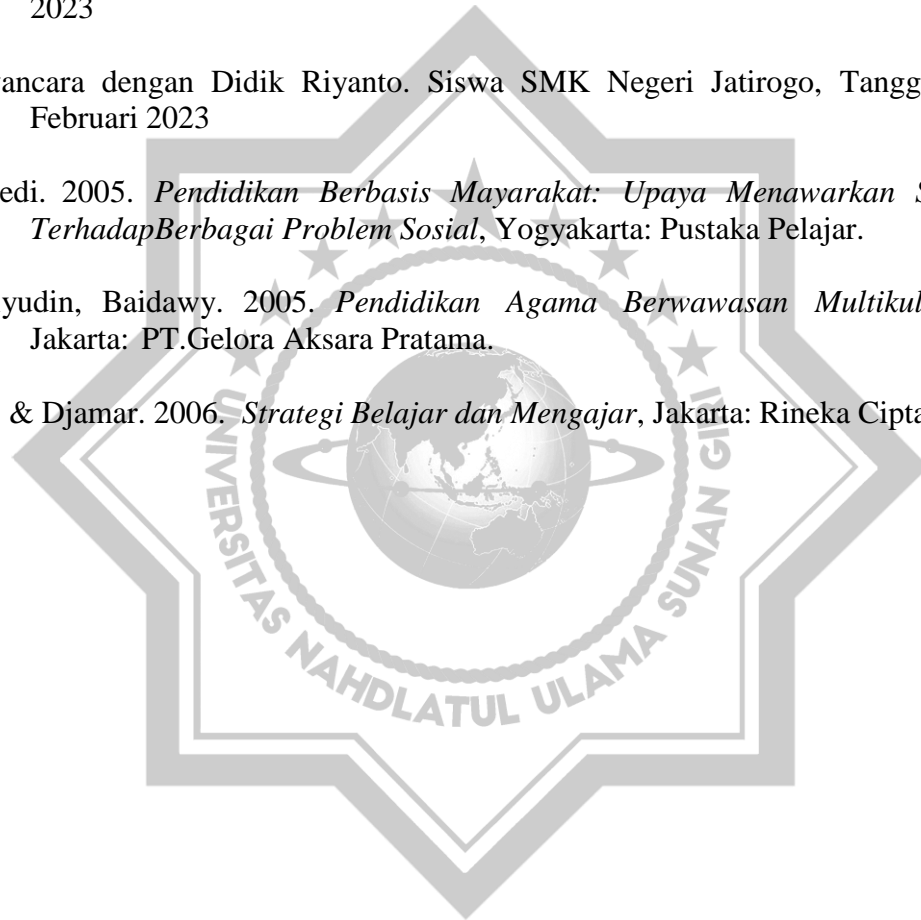 2023
ancara dengan Didik Riyanto. Siswa SMK Negeri Jatirogo, Tangg
Februari 2023
edi. 2005. Pendidikan Berbasis Mayarakat: Upaya Menawarkan S
TerhadapBerbagai Problem Sosial, Yogyakarta: Pustaka Pelajar.
yudin, Baidawy. 2005. Pendidikan Agama Berwawasan Multikul
Jakarta: PT.Gelora Aksara Pratama.
& Djamar. 2006. Strategi Belajar dan Mengajar, Jakarta: Rineka Cipta
UNIVERSITAS NAHDLATUL ULAMA SUNAN GIRI